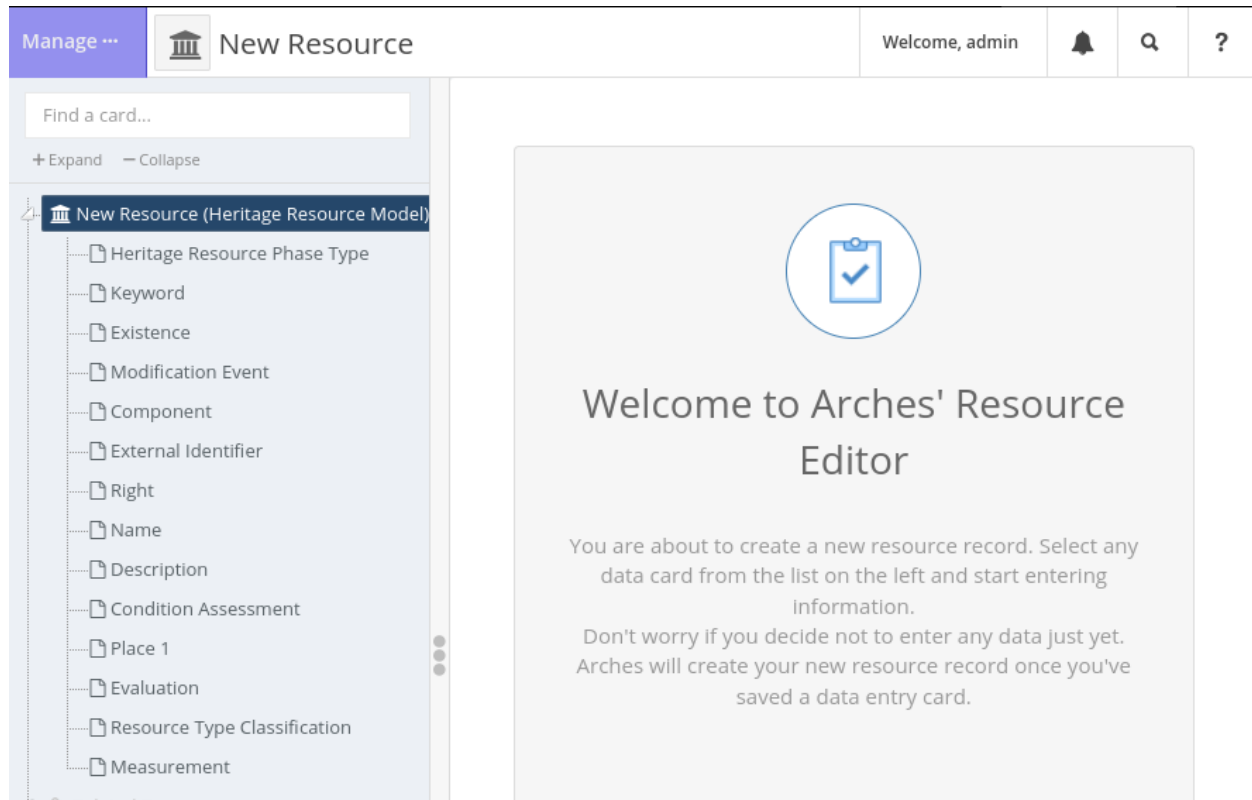 Manage ...
New Resource
Welcome, admin
?
Find a card...
+ Expand − Collapse
New Resource (Heritage Resource Model)
Heritage Resource Phase Type
Keyword
Existence
Modification Event
Component
External Identifier
Right
Name
Description
Condition Assessment
Place 1
Evaluation
Resource Type Classification
Measurement
Welcome to Arches' Resource
Editor
You are about to create a new resource record. Select any
data card from the list on the left and start entering
information.
Don't worry if you decide not to enter any data just yet.
Arches will create your new resource record once you've
saved a data entry card.